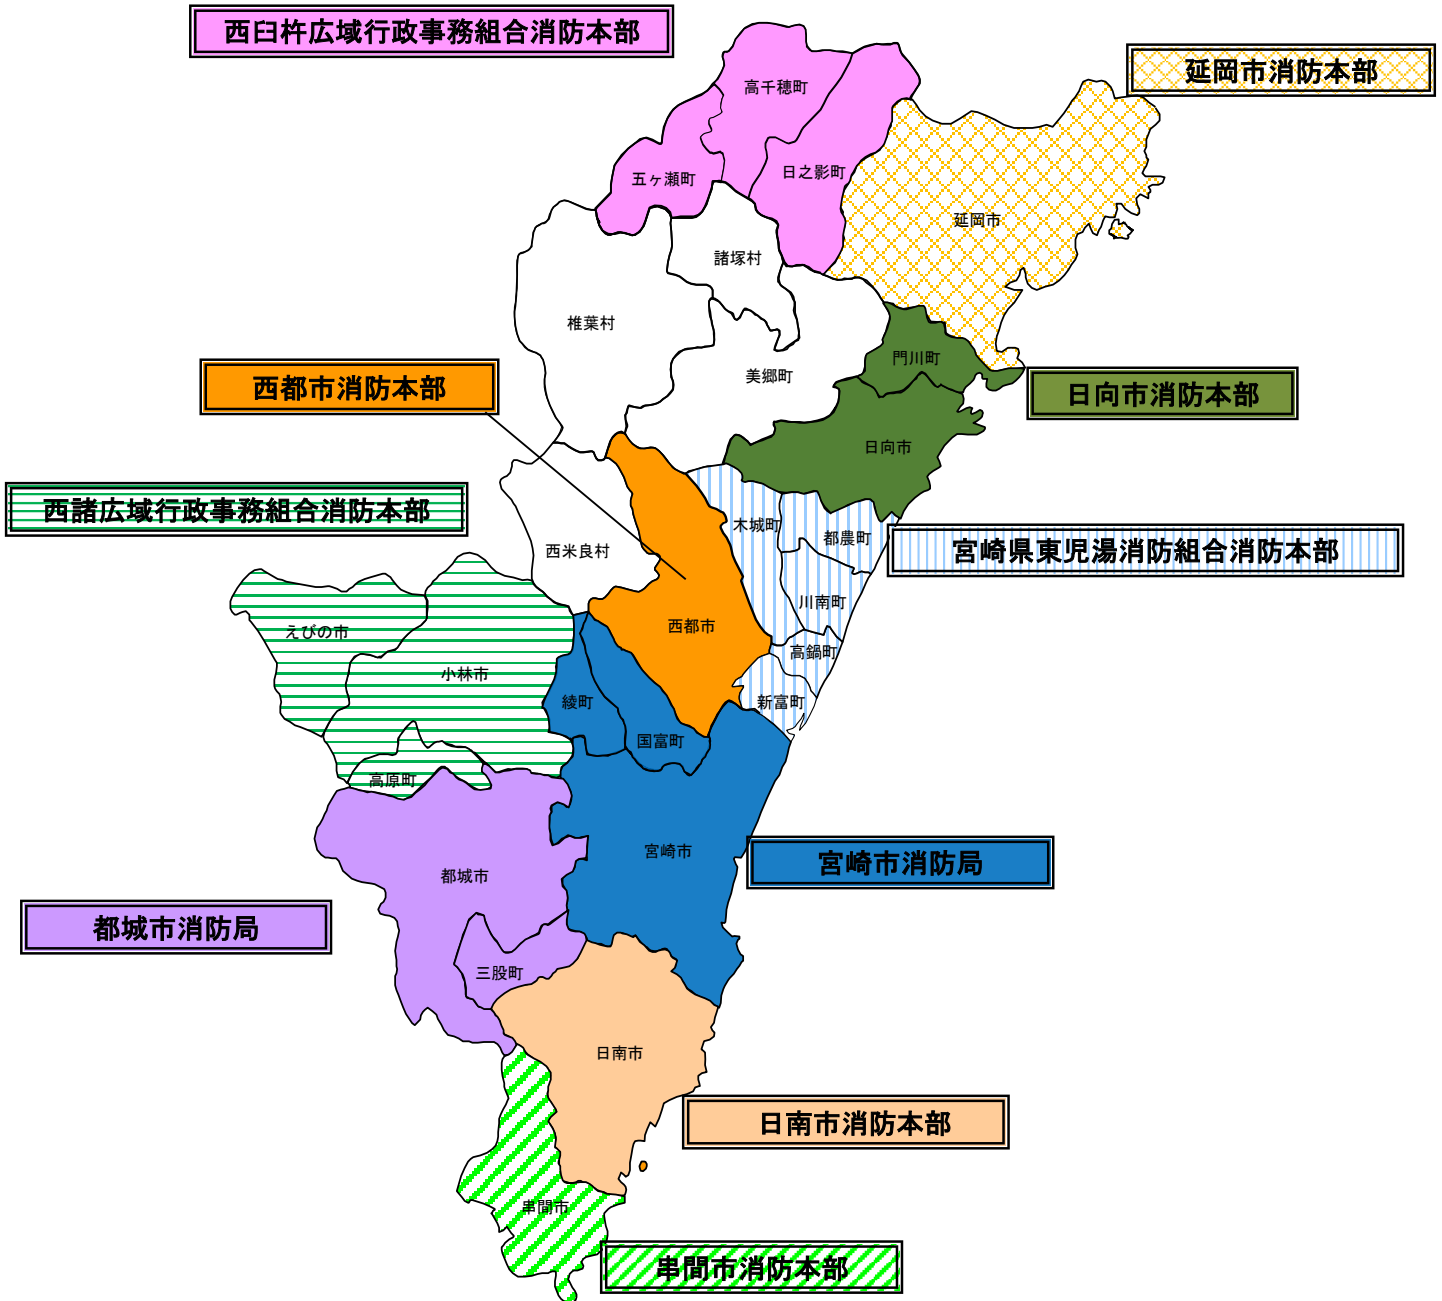 西臼杵広域行政事務組合消防本部
延岡市消防本部
高千穂町
日之影町
五ヶ瀬町
延岡市
諸塚村
椎葉村
門川町
美郷町
西都市消防本部
日向市消防本部
日向市
西諸広域行政事務組合消防本部
木城町
都農町
西米良村
宮崎県東児湯消防組合消防本部
川南町
えびの市
西都市
高鍋町
小林市
綾町
新富町
国富町
高原町
宮崎市
宮崎市消防局
都城市
都城市消防局
三股町
日南市
日南市消防本部
串間市
串間市消防本部